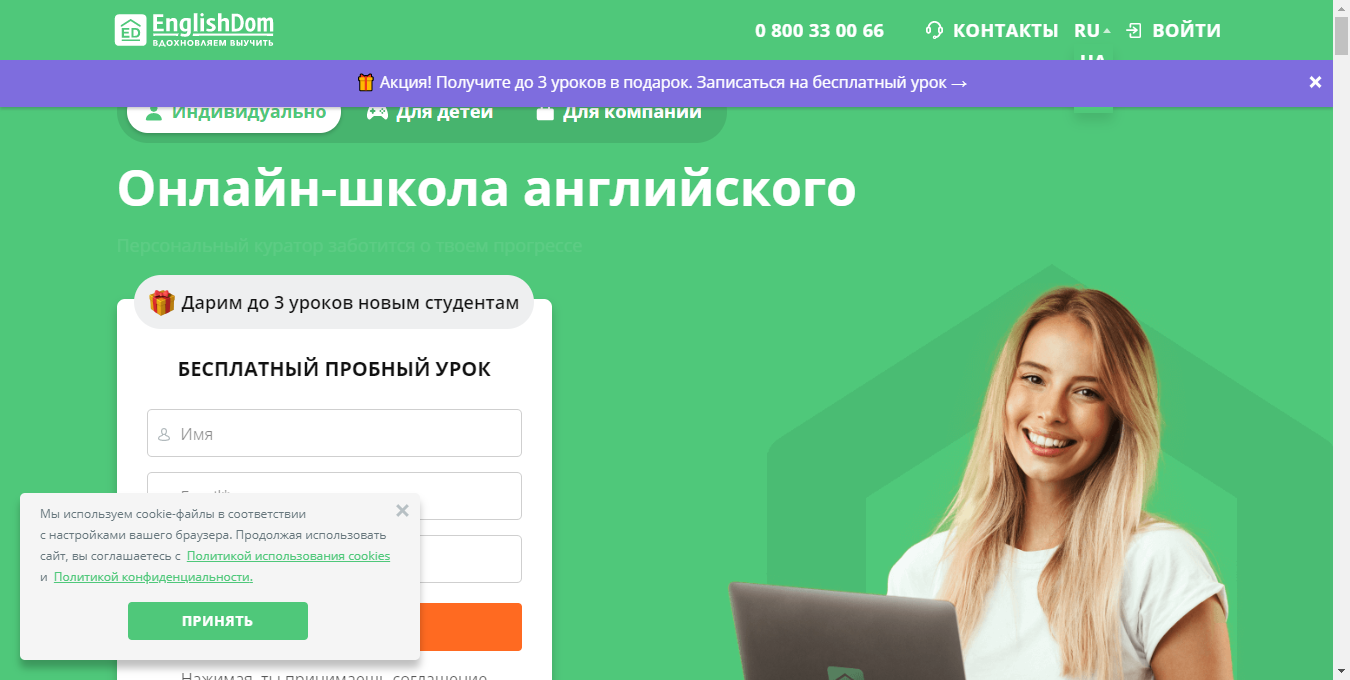 ED EnglishDom
ВДОХНОВЛЯЕМ ВЫУЧИТЬ
0 800 33 00 66
КОНТАКТЫ
RU
UA
ВОЙТИ
Акция! Получите до 3 уроков в подарок. Записаться на бесплатный урок →
Индивидуально
Для детей
Для компаний
Онлайн-школа английского
Персональный куратор заботится о твоем прогрессе
Дарим до 3 уроков новым студентам
БЕСПЛАТНЫЙ ПРОБНЫЙ УРОК
Имя
Мы используем cookie-файлы в соответствии
с настройками вашего браузера. Продолжая использовать
сайт, вы соглашаетесь с Политикой использования cookies
и Политикой конфиденциальности.
ПРИНЯТЬ
Нажимая, ты принимаешь соглашение